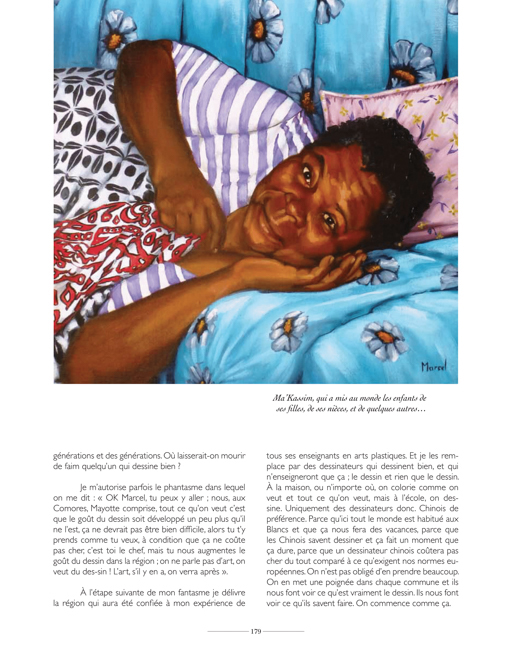 Marcel
Ma'Kassim, qui a mis au monde les enfants de
ses filles, de ses nièces, et de quelques autres…
générations et des générations. Où laisserait-on mourir
de faim quelqu'un qui dessine bien ?
Je m'autorise parfois le phantasme dans lequel
on me dit : « OK Marcel, tu peux y aller ; nous, aux
Comores, Mayotte comprise, tout ce qu'on veut c'est
que le goût du dessin soit développé un peu plus qu'il
ne l'est, ça ne devrait pas être bien difficile, alors tu t'y
prends comme tu veux, à condition que ça ne coûte
pas cher, c'est toi le chef, mais tu nous augmentes le
goût du dessin dans la région ; on ne parle pas d'art, on
veut du des-sin ! L'art, s'il y en a, on verra après ».
À l'étape suivante de mon fantasme je délivre
la région qui aura été confiée à mon expérience de
tous ses enseignants en arts plastiques. Et je les rem-
place par des dessinateurs qui dessinent bien, et qui
n'enseigneront que ça ; le dessin et rien que le dessin.
À la maison, ou n'importe où, on colorie comme on
veut et tout ce qu'on veut, mais à l'école, on des-
sine. Uniquement des dessinateurs donc. Chinois de
préférence. Parce qu'ici tout le monde est habitué aux
Blancs et que ça nous fera des vacances, parce que
les Chinois savent dessiner et ça fait un moment que
ça dure, parce que un dessinateur chinois coûtera pas
cher du tout comparé à ce qu'exigent nos normes eu-
ropéennes. On n'est pas obligé d'en prendre beaucoup.
On en met une poignée dans chaque commune et ils
nous font voir ce qu'est vraiment le dessin. Ils nous font
voir ce qu'ils savent faire. On commence comme ça.
179